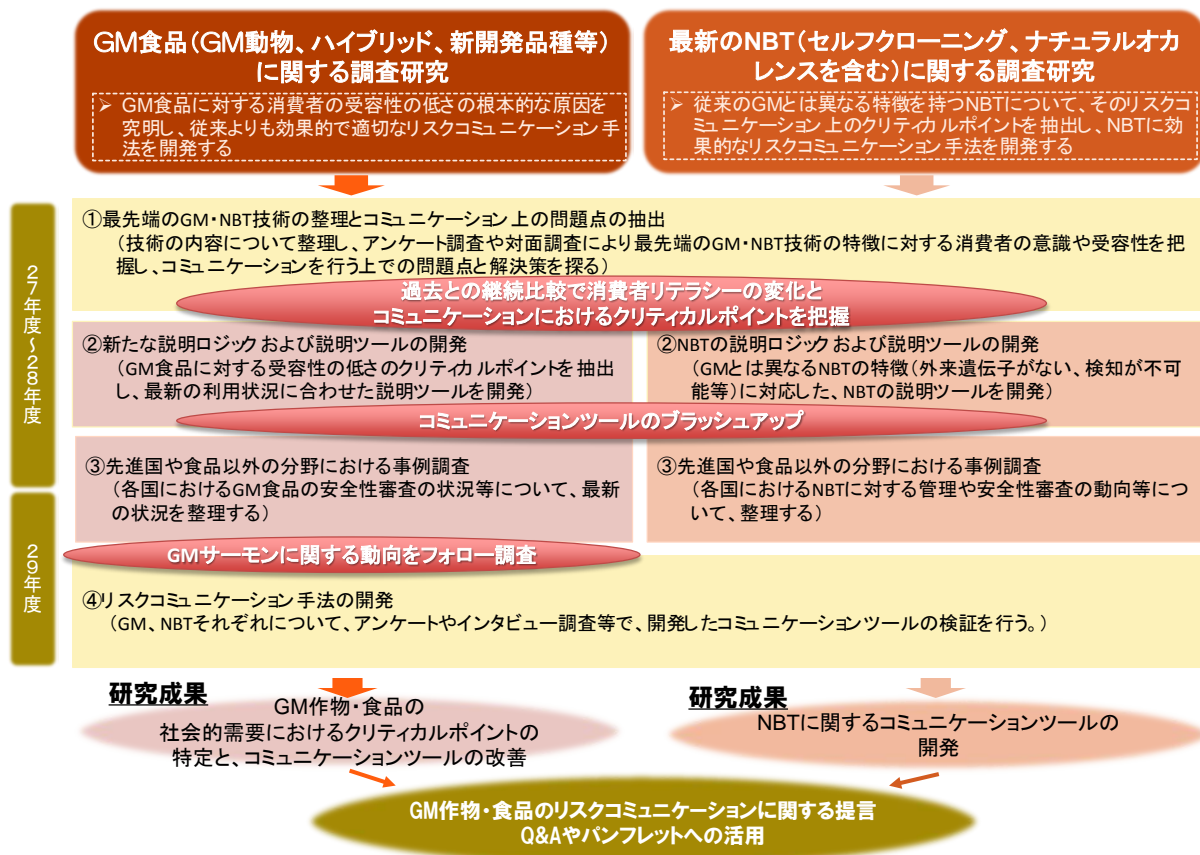 GM食品(GM動物、ハイブリッド、新開発品種等)
に関する調査研究
➢ GM食品に対する消費者の受容性の低さの根本的な原因を
究明し、従来よりも効果的で適切なリスクコミュニケーション手
法を開発する
最新のNBT(セルフクローニング、ナチュラルオカ
レンスを含む)に関する調査研究
➢ 従来のGMとは異なる特徴を持つNBTについて、そのリスクコ
ミュニケーション上のクリティカルポイントを抽出し、NBTに効
果的なリスクコミュニケーション手法を開発する
27年度~28年度
①最先端のGM・NBT技術の整理とコミュニケーション上の問題点の抽出
(技術の内容について整理し、アンケート調査や対面調査により最先端のGM・NBT技術の特徴に対する消費者の意識や受容性を把
握し、コミュニケーションを行う上での問題点と解決策を探る)
過去との継続比較で消費者リテラシーの変化と
コミュニケーションにおけるクリティカルポイントを把握
②新たな説明ロジックおよび説明ツールの開発
(GM食品に対する受容性の低さのクリティカルポイントを抽出
し、最新の利用状況に合わせた説明ツールを開発)
②NBTの説明ロジックおよび説明ツールの開発
(GMとは異なるNBTの特徴(外来遺伝子がない、検知が不可
能等)に対応した、NBTの説明ツールを開発)
コミュニケーションツールのブラッシュアップ
③先進国や食品以外の分野における事例調査
(各国におけるGM食品の安全性審査の状況等について、最新
の状況を整理する)
③先進国や食品以外の分野における事例調査
(各国におけるNBTに対する管理や安全性審査の動向等につ
いて、整理する)
29年度
GMサーモンに関する動向をフォロー調査
④リスクコミュニケーション手法の開発
(GM、NBTそれぞれについて、アンケートやインタビュー調査等で、開発したコミュニケーションツールの検証を行う。)
研究成果
GM作物・食品の
社会的需要におけるクリティカルポイントの
特定と、コミュニケーションツールの改善
研究成果
NBTに関するコミュニケーションツールの
開発
GM作物・食品のリスクコミュニケーションに関する提言
Q&Aやパンフレットへの活用